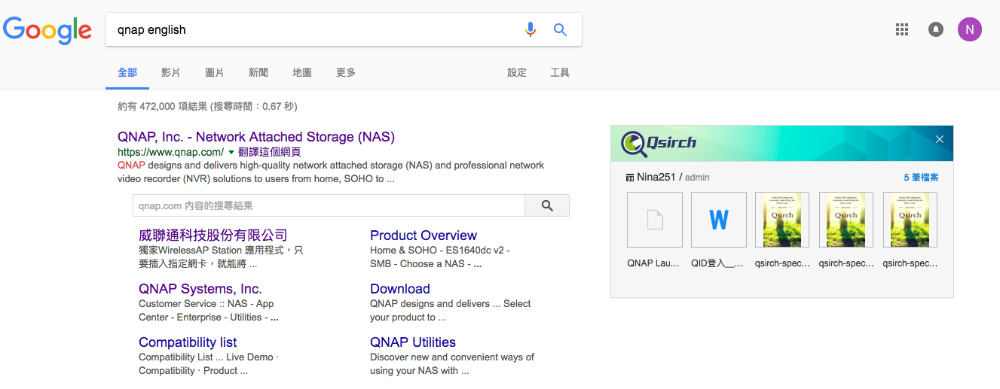 Google
qnap english
N
全部 影片 圖片 新聞 地圖 更多 設定 工具
約有 472,000 項結果 (搜尋時間：0.67 秒)
QNAP, Inc. - Network Attached Storage (NAS)
https://www.qnap.com/ 翻譯這個網頁
QNAP designs and delivers high-quality network attached storage (NAS) and professional network
video recorder (NVR) solutions to users from home, SOHO to ...
qnap.com 內容的搜尋結果
威聯通科技股份有限公司
獨家WirelessAP Station 應用程式，只
要插入指定網卡，就能將 ...
Product Overview
Home & SOHO - ES1640dc v2 -
SMB - Choose a NAS - ...
QNAP Systems, Inc.
Customer Service :: NAS - App
Center - Enterprise - Utilities - ...
Download
QNAP designs and delivers ... Select
your product to ...
Compatibility list
Compatibility List ... Live Demo ·
Compatibility · Product ...
QNAP Utilities
Discover new and convenient ways of
using your NAS with ...
Qsirch
Nina251 / admin 5 筆檔案
W
Qsirch Qsirch Qsirch
QNAP Lau... QID登入__... qsirch-spec... qsirch-spec... qsirch-spec...